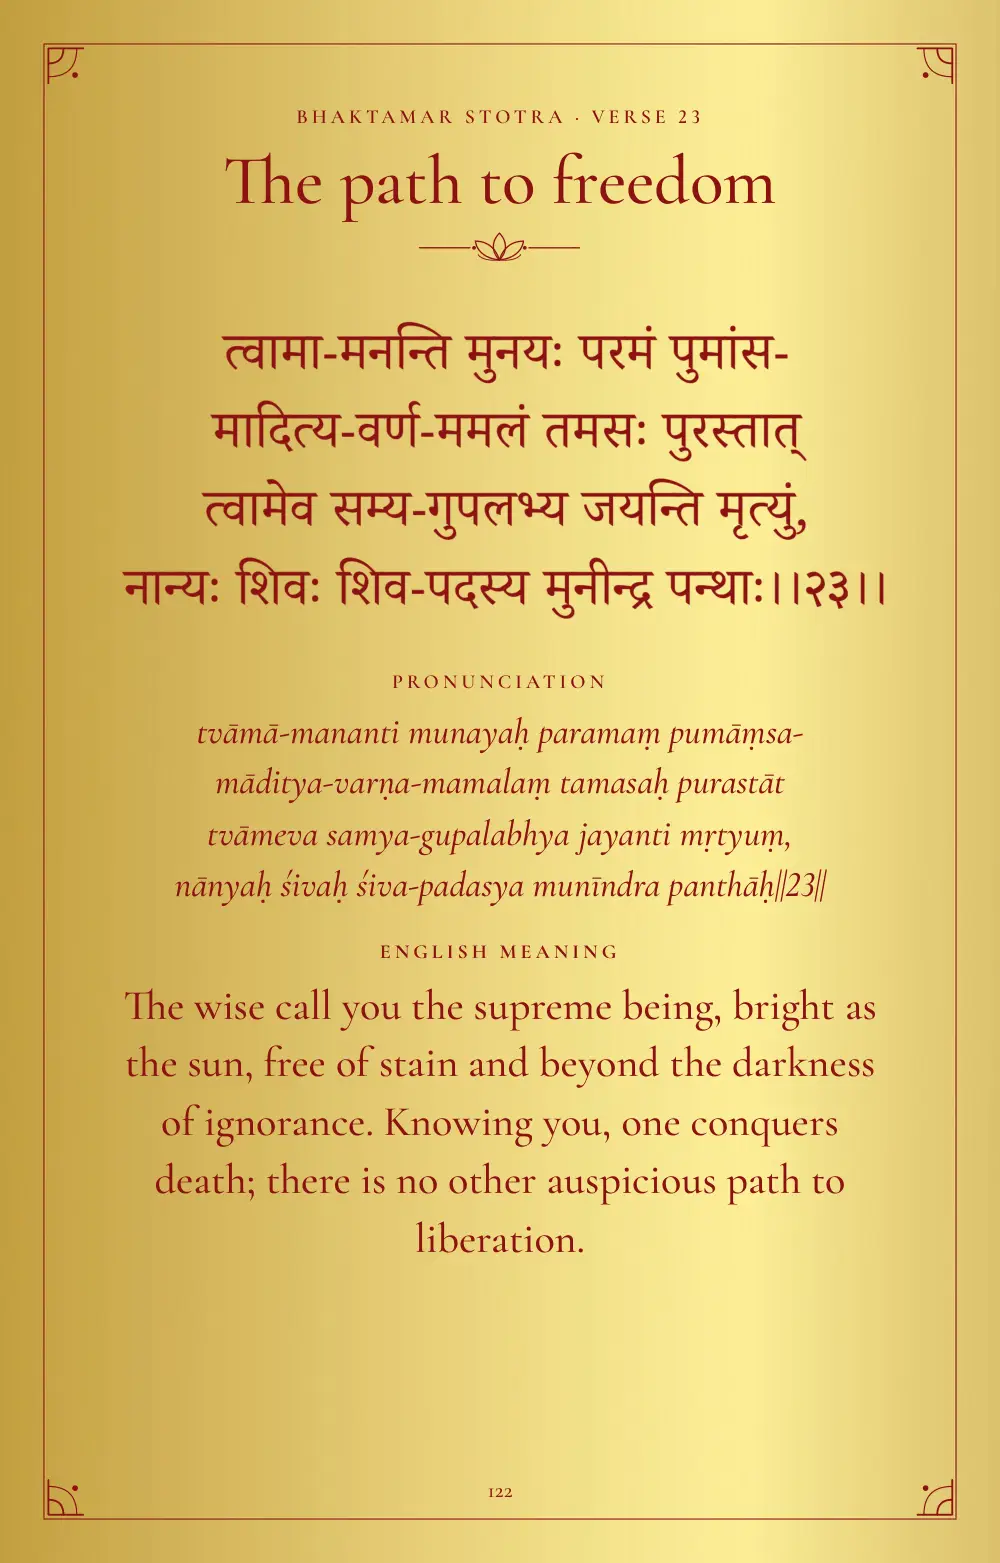 BHAKTAMAR STOTRA · VERSE 23
The path to freedom
त्वामा-मनन्ति मुनयः परमं पुमांस-
मादित्य-वर्ण-ममलं तमसः पुरस्तात्
त्वामेव सम्य-गुपलभ्य जयन्ति मृत्युं,
नान्यः शिवः शिव-पदस्य मुनीन्द्र पन्थाः।।२३।।
PRONUNCIATION
tvāmā-mananti munayaḥ paramaṃ pumāṃsa-
māditya-varṇa-mamalaṃ tamasaḥ purastāt
tvāmeva samya-gupalabhya jayanti mṛtyuṃ,
nānyaḥ śivaḥ śiva-padasya munīndra panthāḥ||23||
ENGLISH MEANING
The wise call you the supreme being, bright as
the sun, free of stain and beyond the darkness
of ignorance. Knowing you, one conquers
death; there is no other auspicious path to
liberation.
122